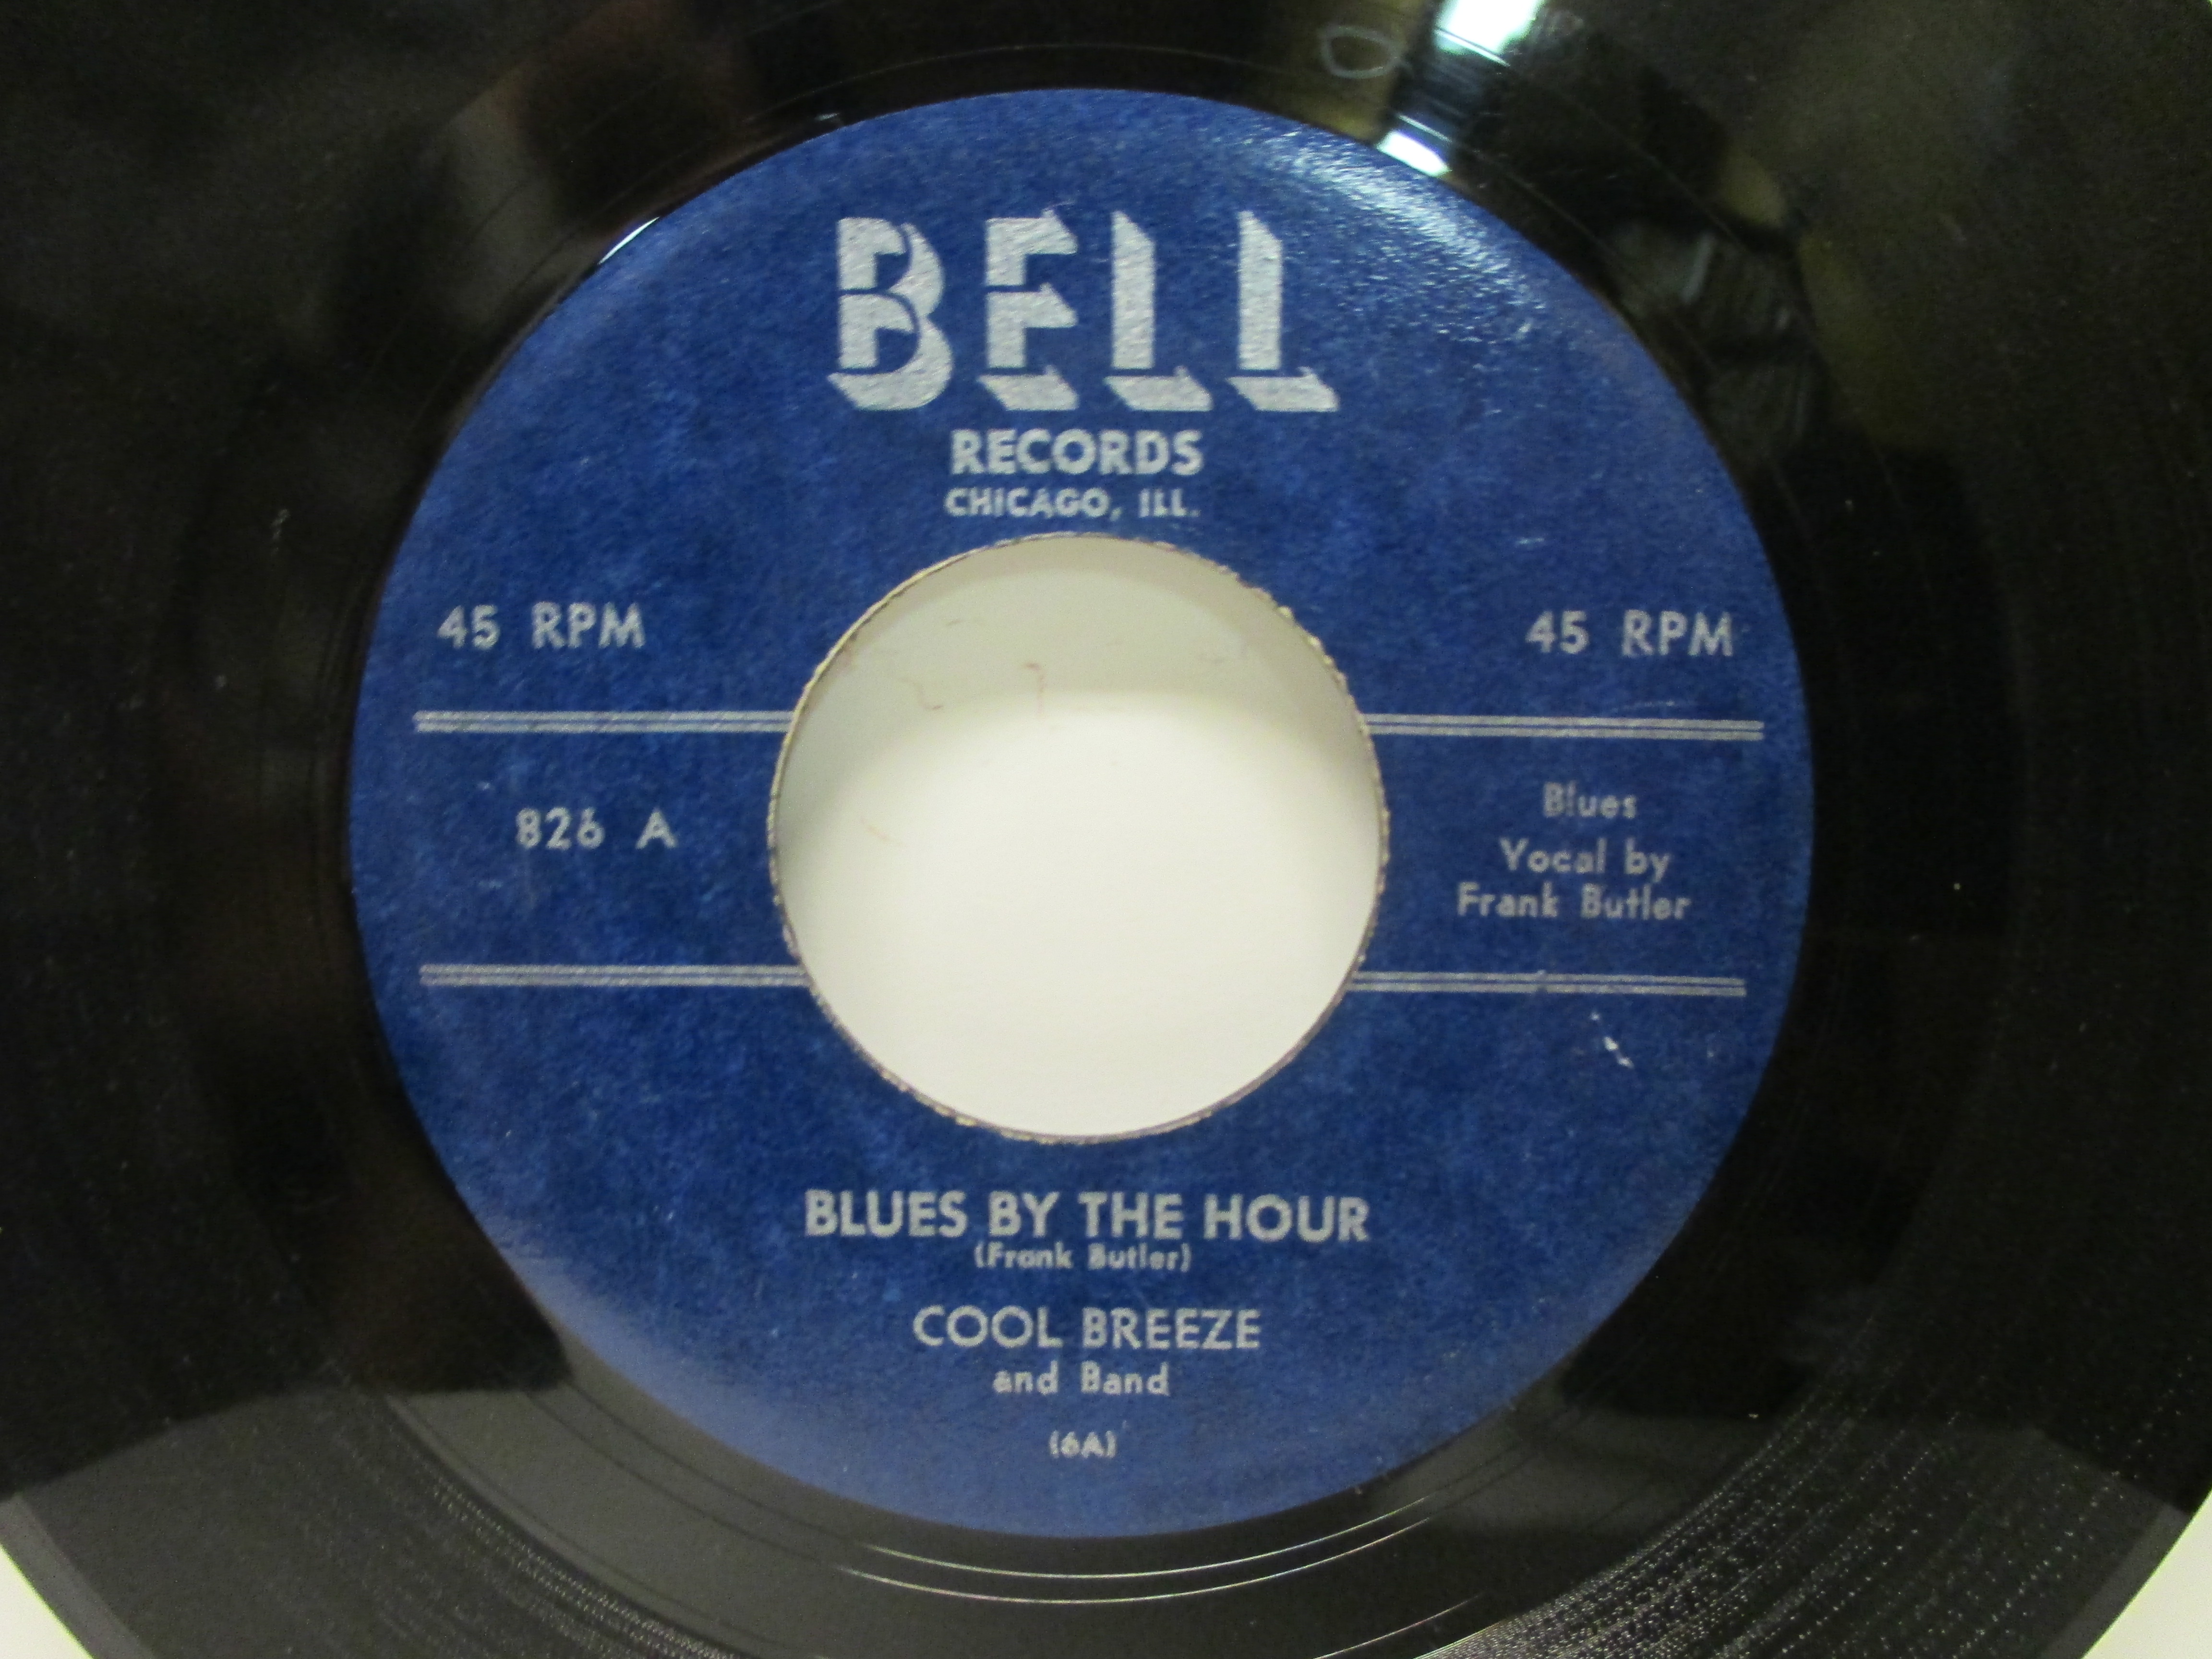 BELL
RECORDS
CHICAGO, ILL.
45 RPM
45 RPM
826 A
Blues
Vocal by
Frank Butler
BLUES BY THE HOUR
(Frank Butler)
COOL BREEZE
and Band
(6A)